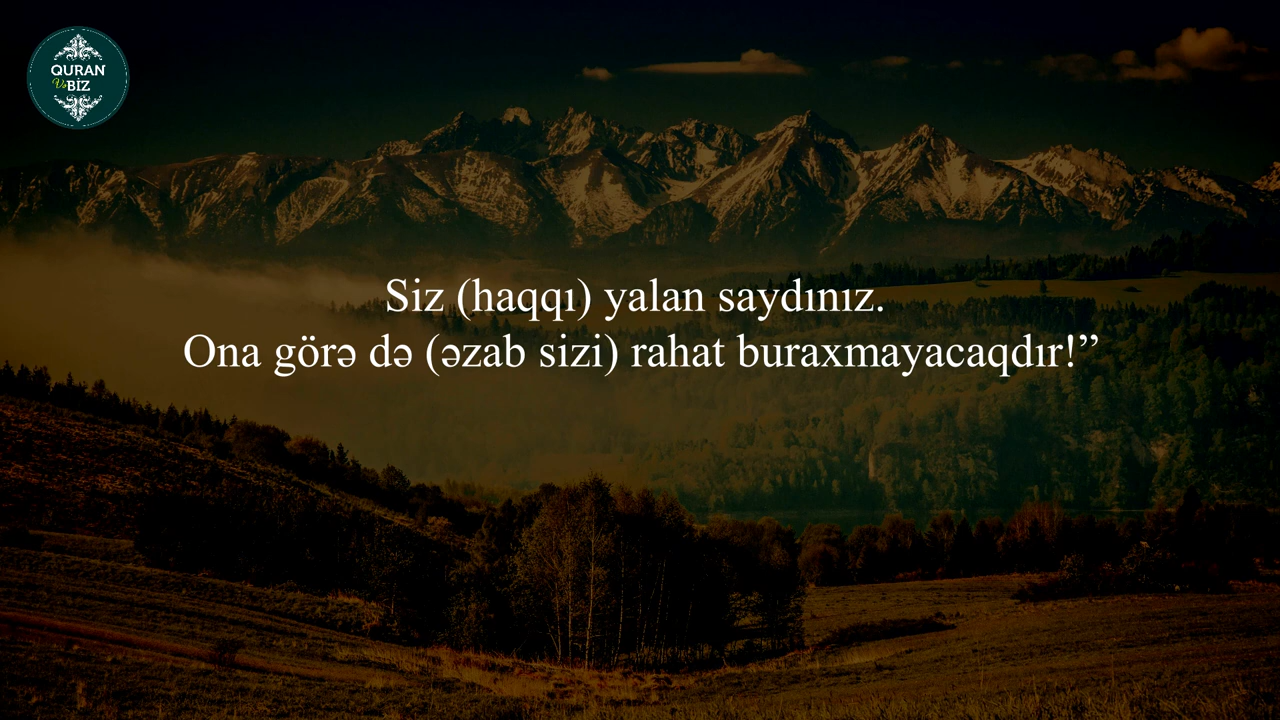 QURAN
Və BİZ
Siz (haqqı) yalan saydınız.
Ona görə də (əzab sizi) rahat buraxmayacaqdır!”